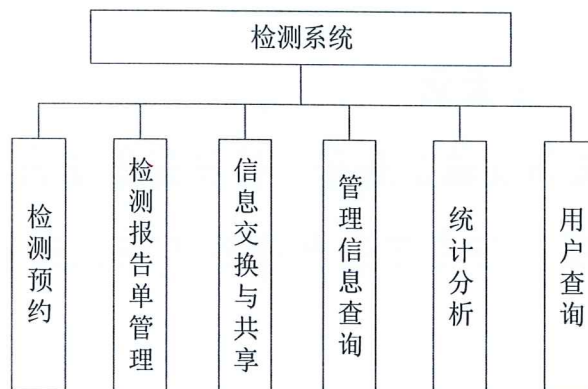 检测系统
检测预约
检测报告单管理
信息交换与共享
管理信息查询
统计分析
用户查询